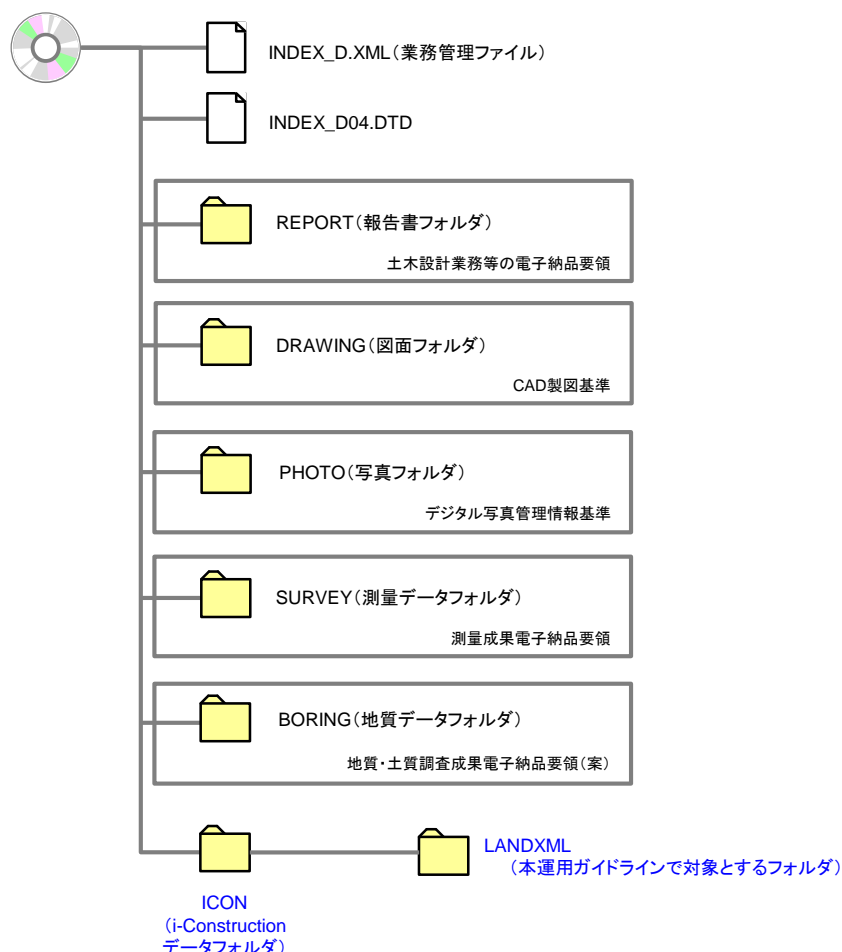 INDEX_D.XML(業務管理ファイル)
INDEX_D04.DTD
REPORT(報告書フォルダ)
土木設計業務等の電子納品要領
DRAWING(図面フォルダ)
CAD製図基準
PHOTO(写真フォルダ)
デジタル写真管理情報基準
SURVEY(測量データフォルダ)
測量成果電子納品要領
BORING(地質データフォルダ)
地質・土質調査成果電子納品要領(案)
LANDXML
(本運用ガイドラインで対象とするフォルダ)
ICON
(i-Construction
データフォルダ)